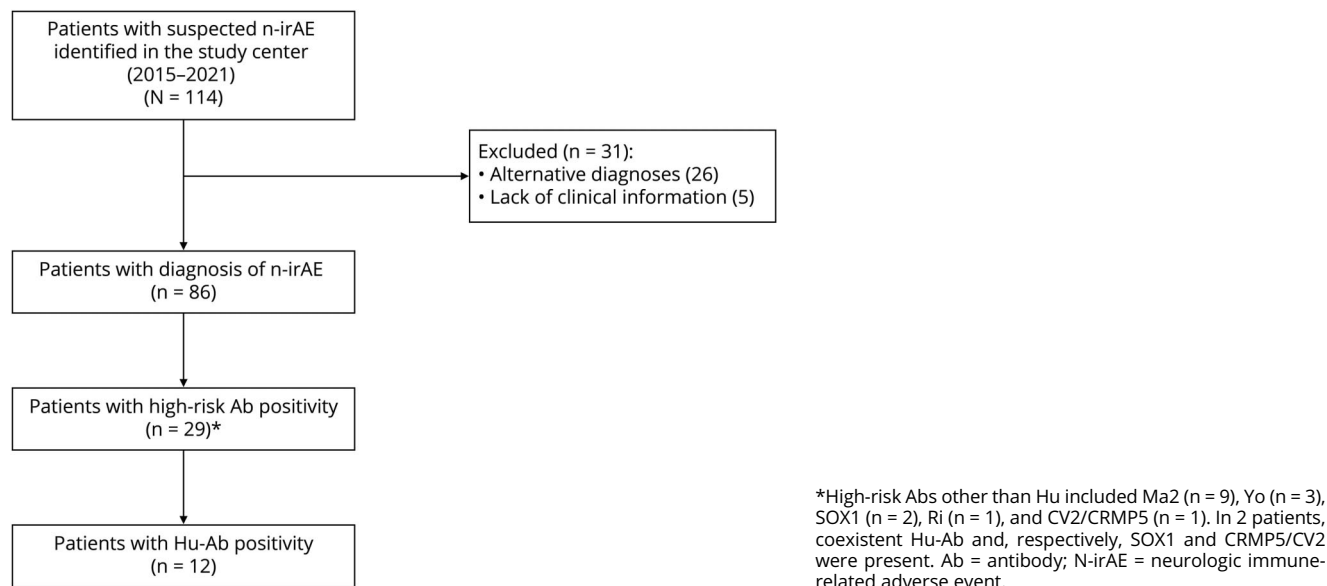 Patients with suspected n-irAE
identified in the study center
(2015–2021)
(N = 114)
Excluded (n = 31):
• Alternative diagnoses (26)
• Lack of clinical information (5)
Patients with diagnosis of n-irAE
(n = 86)
Patients with high-risk Ab positivity
(n = 29)*
Patients with Hu-Ab positivity
(n = 12)
*High-risk Abs other than Hu included Ma2 (n = 9), Yo (n = 3),
SOX1 (n = 2), Ri (n = 1), and CV2/CRMP5 (n = 1). In 2 patients,
coexistent Hu-Ab and, respectively, SOX1 and CRMP5/CV2
were present. Ab = antibody; N-irAE = neurologic immune-
related adverse event